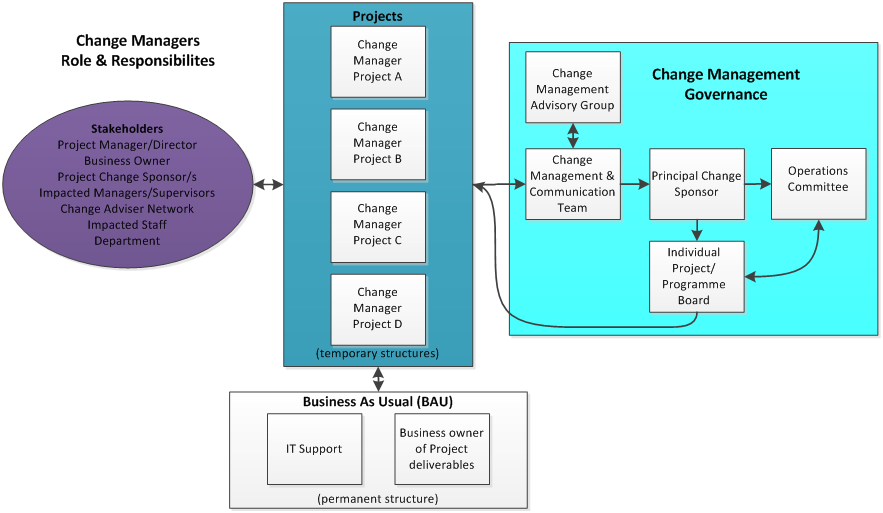 Change Managers
Role & Responsibilites
Stakeholders
Project Manager/Director
Business Owner
Project Change Sponsor/s
Impacted Managers/Supervisors
Change Adviser Network
Impacted Staff
Department
Projects
Change
Manager
Project A
Change
Manager
Project B
Change
Manager
Project C
Change
Manager
Project D
(temporary structures)
Change Management
Governance
Change
Management
Advisory Group
Change
Management &
Communication
Team
Principal Change
Sponsor
Operations
Committee
Individual
Project/
Programme
Board
Business As Usual (BAU)
IT Support
Business owner
of Project
deliverables
(permanent structure)